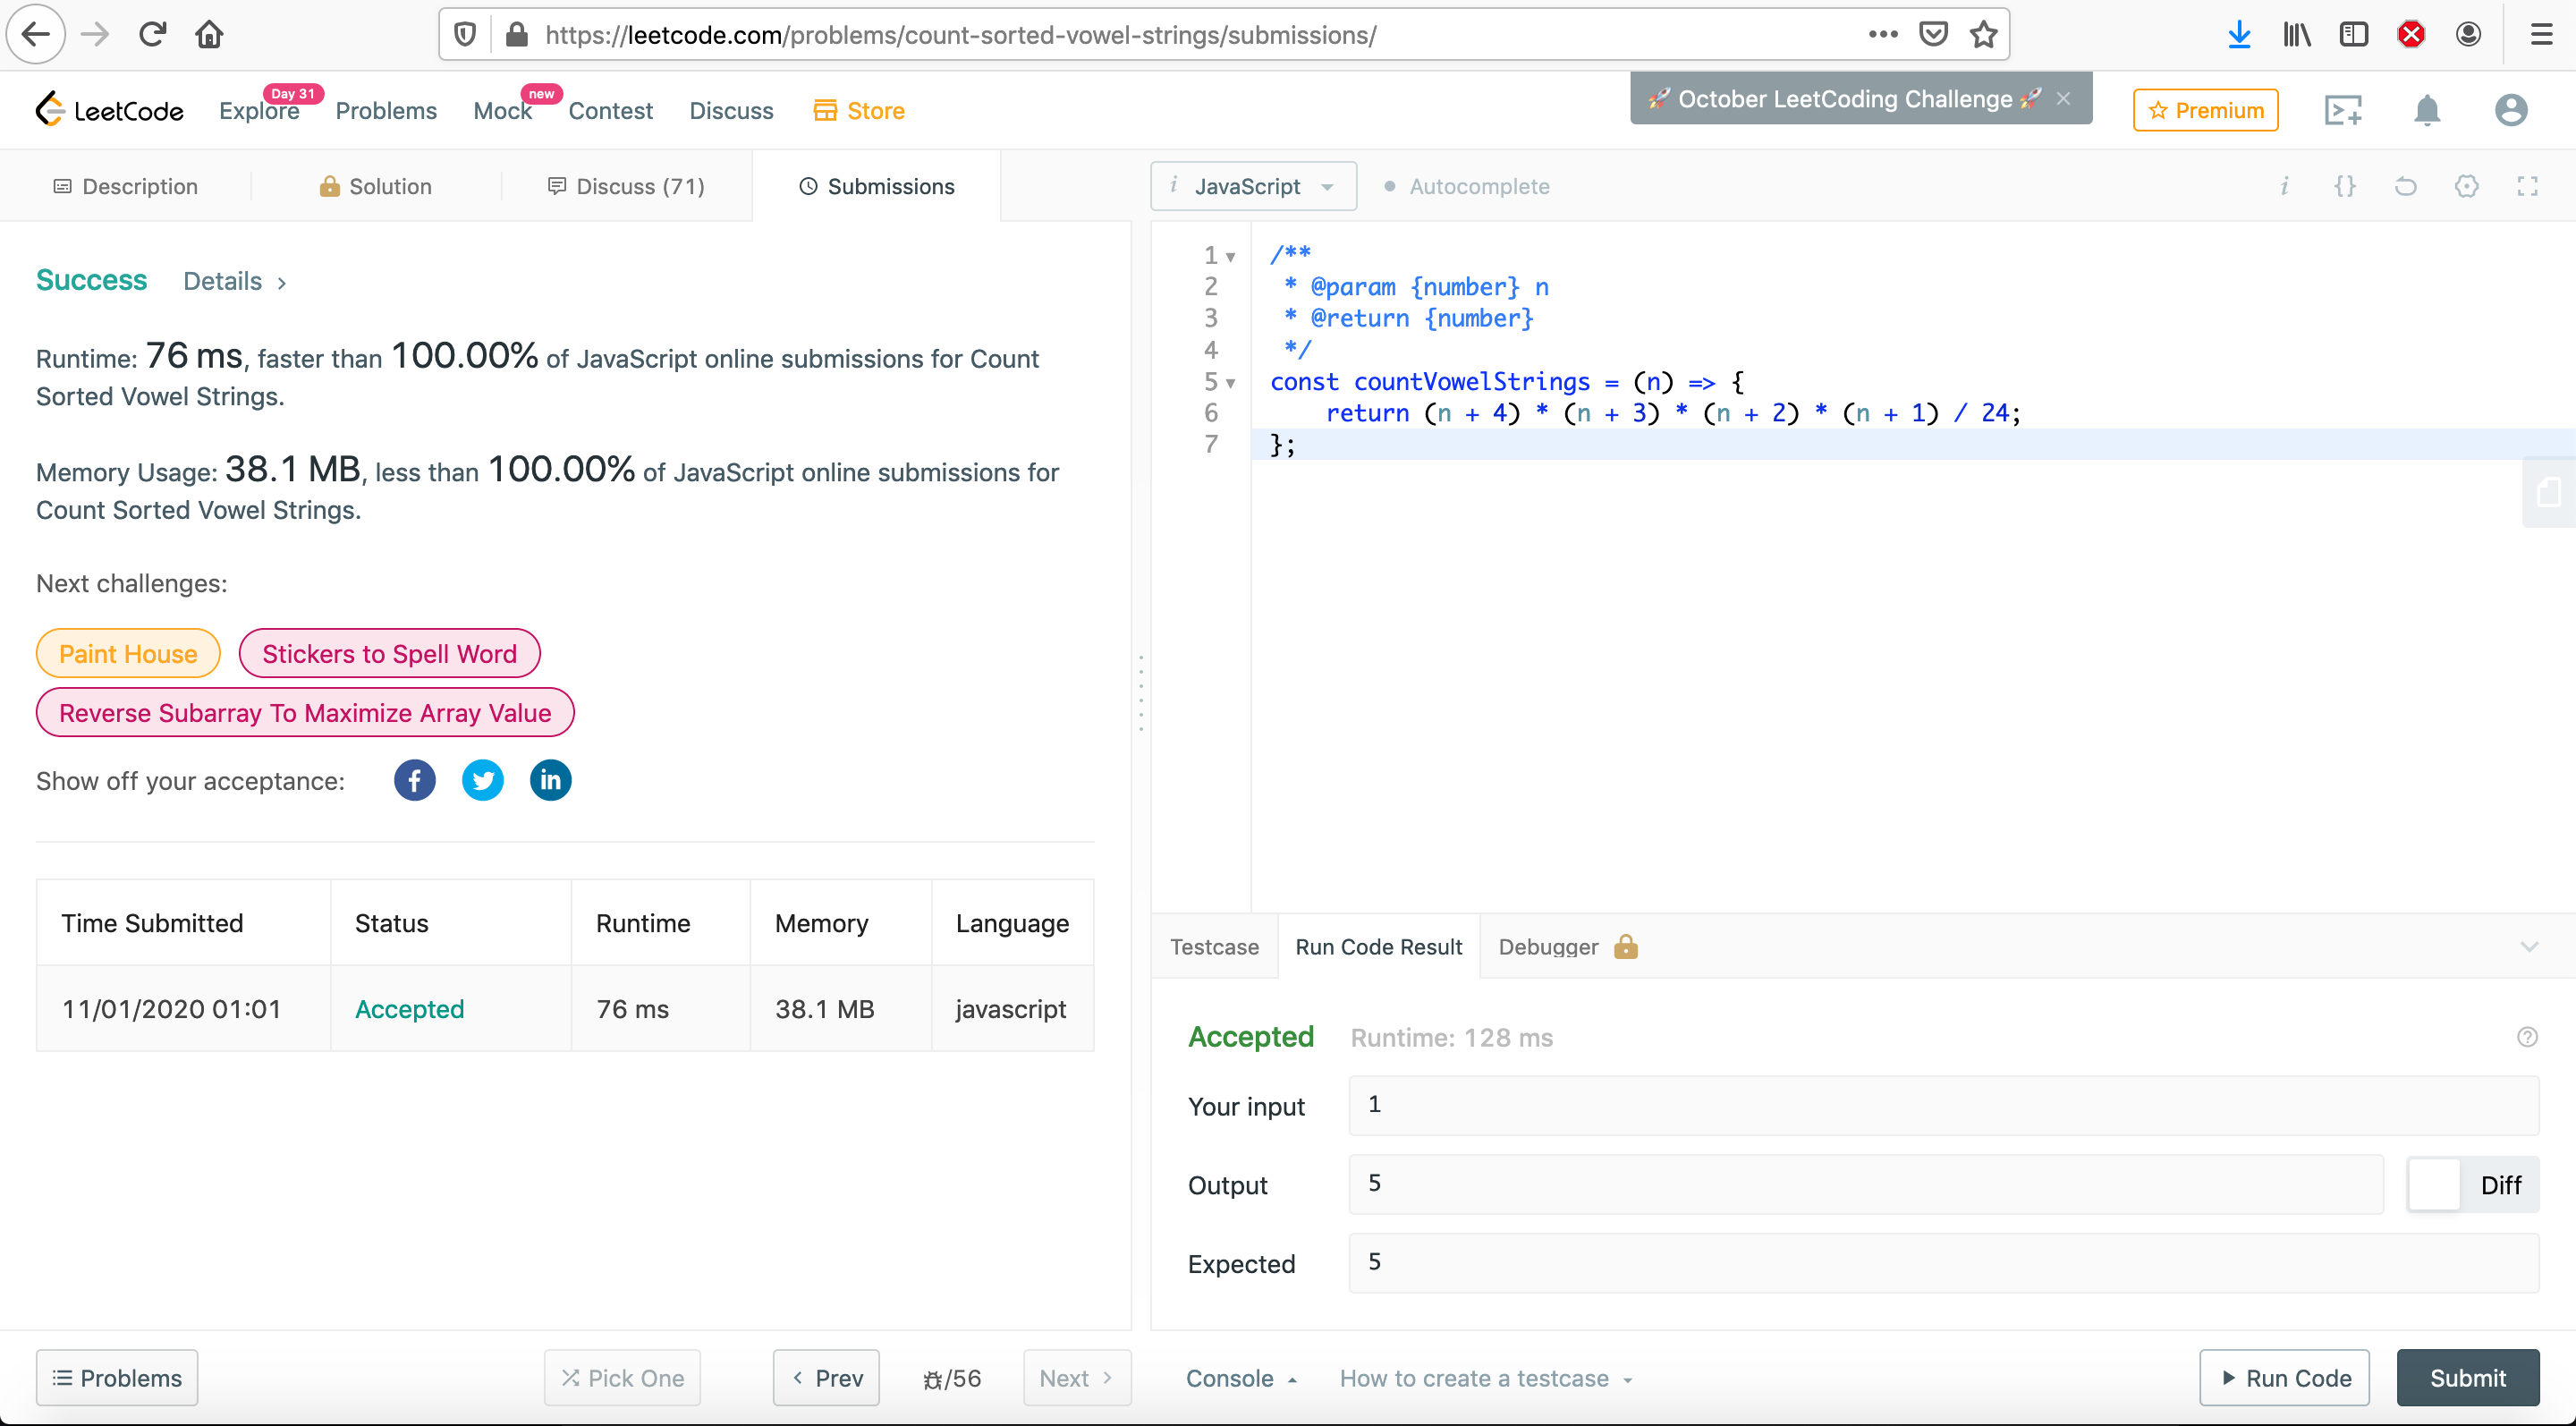 https://leetcode.com/problems/count-sorted-vowel-strings/submissions/
LeetCode
Explore
Day 31
Problems
Mock
new
Contest
Discuss
Store
🚀 October LeetCoding Challenge 🚀 ×
Premium
Description
Solution
Discuss (71)
Submissions
Success Details >
Runtime: 76 ms, faster than 100.00% of JavaScript online submissions for Count
Sorted Vowel Strings.
Memory Usage: 38.1 MB, less than 100.00% of JavaScript online submissions for
Count Sorted Vowel Strings.
Next challenges:
Paint House
Stickers to Spell Word
Reverse Subarray To Maximize Array Value
Show off your acceptance:
Time Submitted Status Runtime Memory Language
11/01/2020 01:01 Accepted 76 ms 38.1 MB javascript
Problems
Pick One
< Prev
/56
Next >
i JavaScript
Autocomplete
i {}
1 /**
2 * @param {number} n
3 * @return {number}
4 */
5 const countVowelStrings = (n) => {
6 return (n + 4) * (n + 3) * (n + 2) * (n + 1) / 24;
7 };
Testcase
Run Code Result
Debugger
Accepted Runtime: 128 ms
?
Your input 1
Output 5
Diff
Expected 5
Console
How to create a testcase
Run Code
Submit